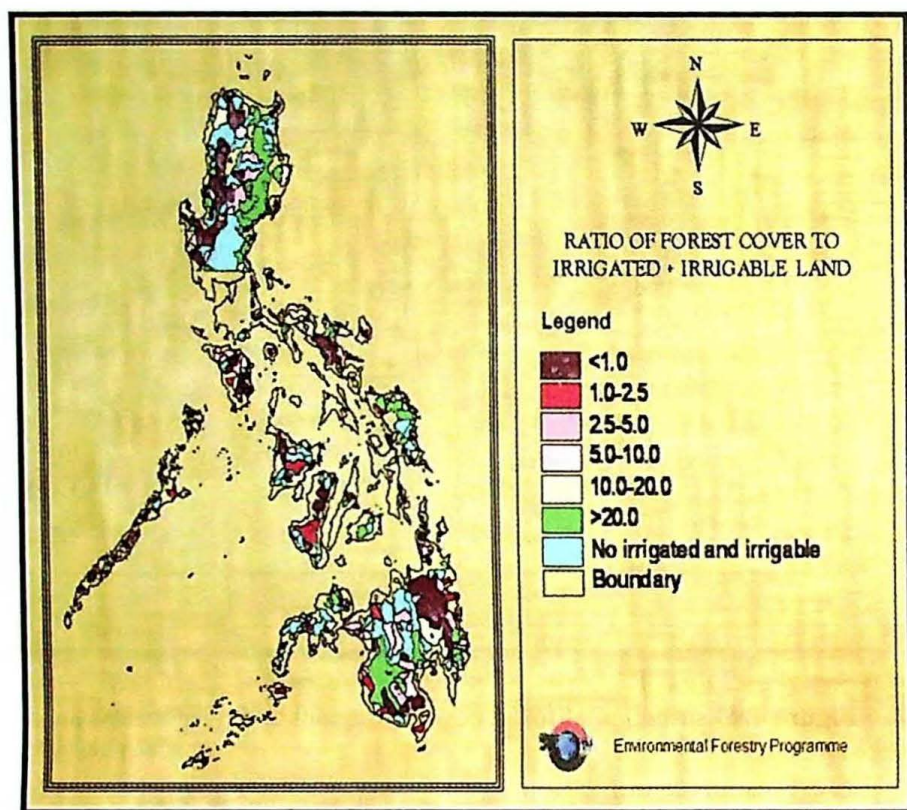 N
W E
S
RATIO OF FOREST COVER TO
IRRIGATED + IRRIGABLE LAND
Legend
<1.0
1.0-2.5
2.5-5.0
5.0-10.0
10.0-20.0
>20.0
No irrigated and irrigable
Boundary
Environmental Forestry Programme